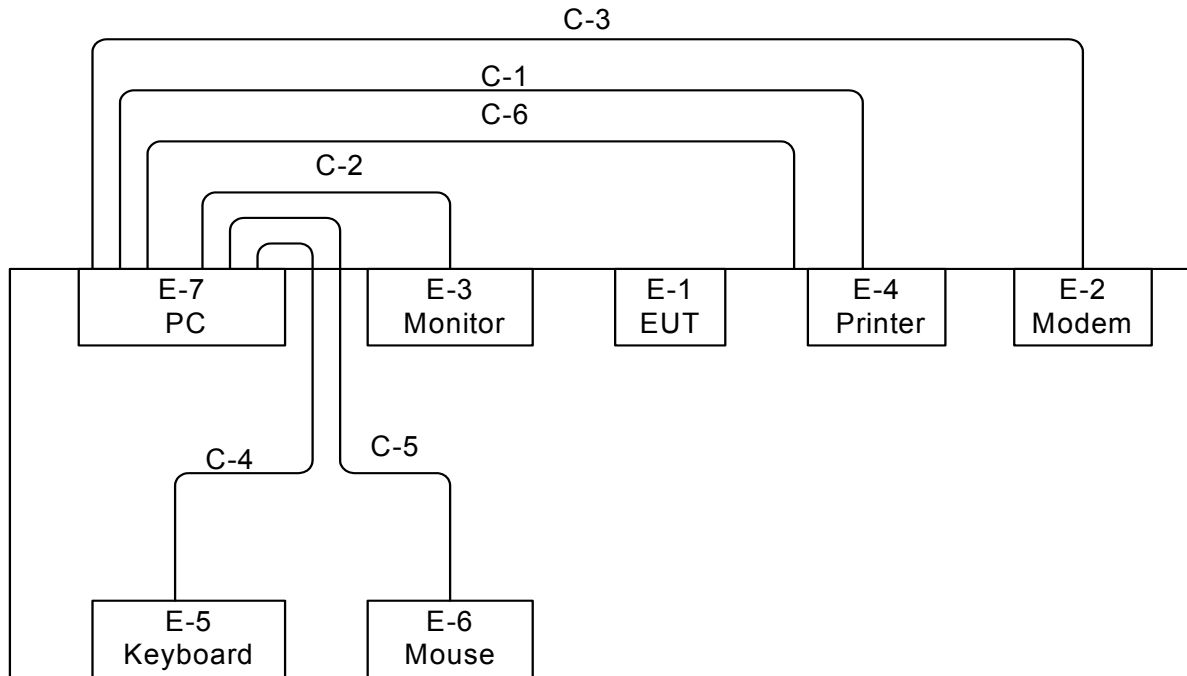 C-3
C-1
C-6
C-2
E-7
PC
E-3
Monitor
E-1
EUT
E-4
Printer
E-2
Modem
C-4
C-5
E-5
Keyboard
E-6
Mouse